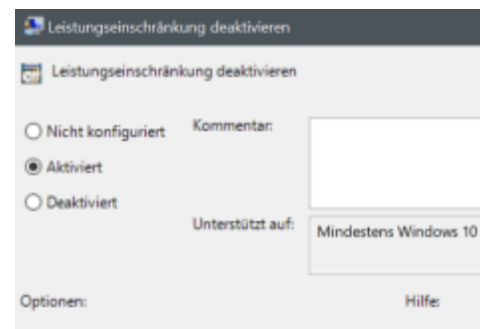 Leistungseinschränkung deaktivieren
Leistungseinschränkung deaktivieren
Nicht konfiguriert
Kommentar:
Aktiviert
Deaktiviert
Unterstützt auf:
Mindestens Windows 10
Optionen:
Hilfe: